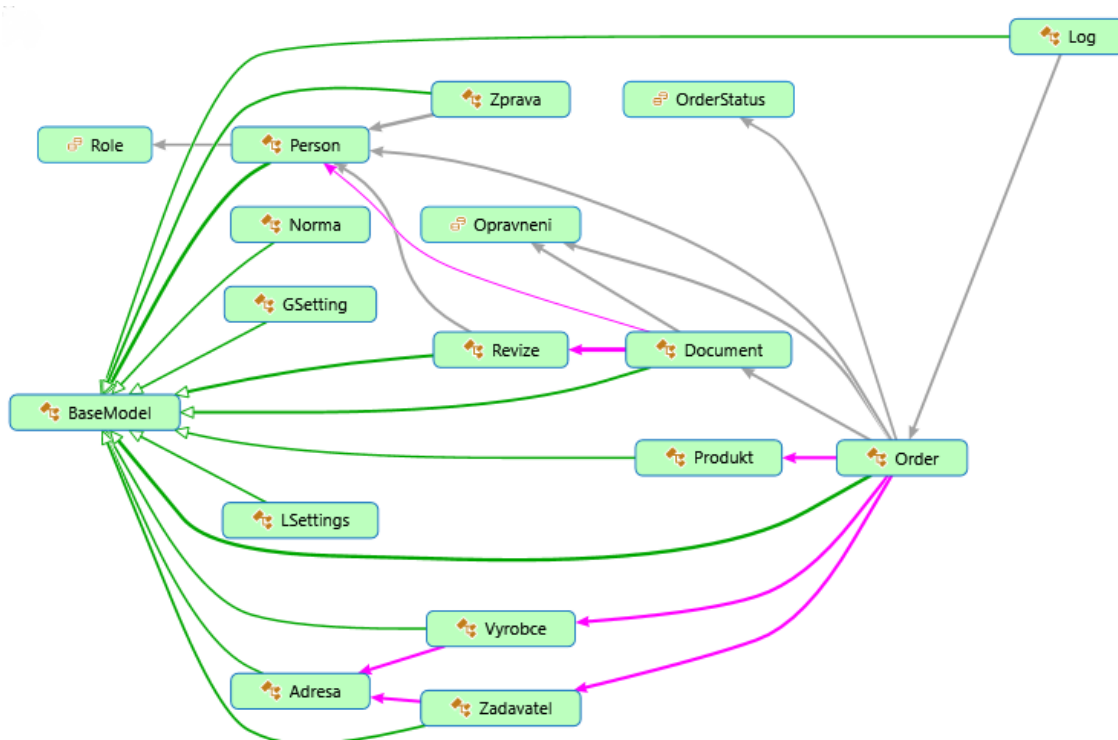 Log
Zprava
OrderStatus
Role
Person
Norma
Opravneni
GSetting
Revize
Document
BaseModel
Produkt
Order
LSettings
Vyrobce
Adresa
Zadavatel